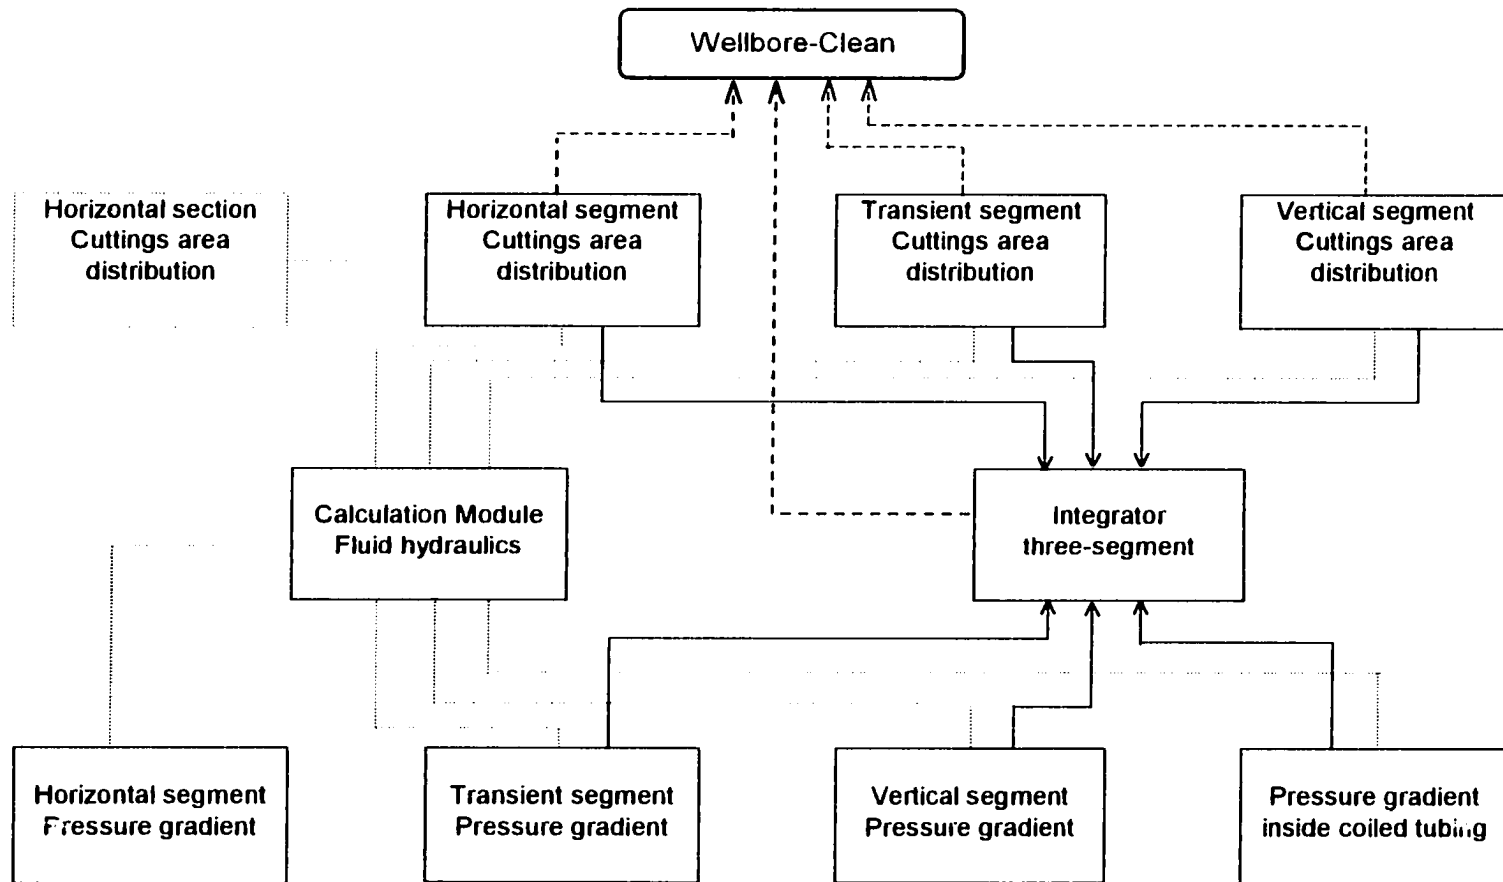 Wellbore-Clean
Horizontal section
Cuttings area
distribution
Horizontal segment
Cuttings area
distribution
Transient segment
Cuttings area
distribution
Vertical segment
Cuttings area
distribution
Calculation Module
Fluid hydraulics
Integrator
three-segment
Horizontal segment
Pressure gradient
Transient segment
Pressure gradient
Vertical segment
Pressure gradient
Pressure gradient
inside coiled tubing